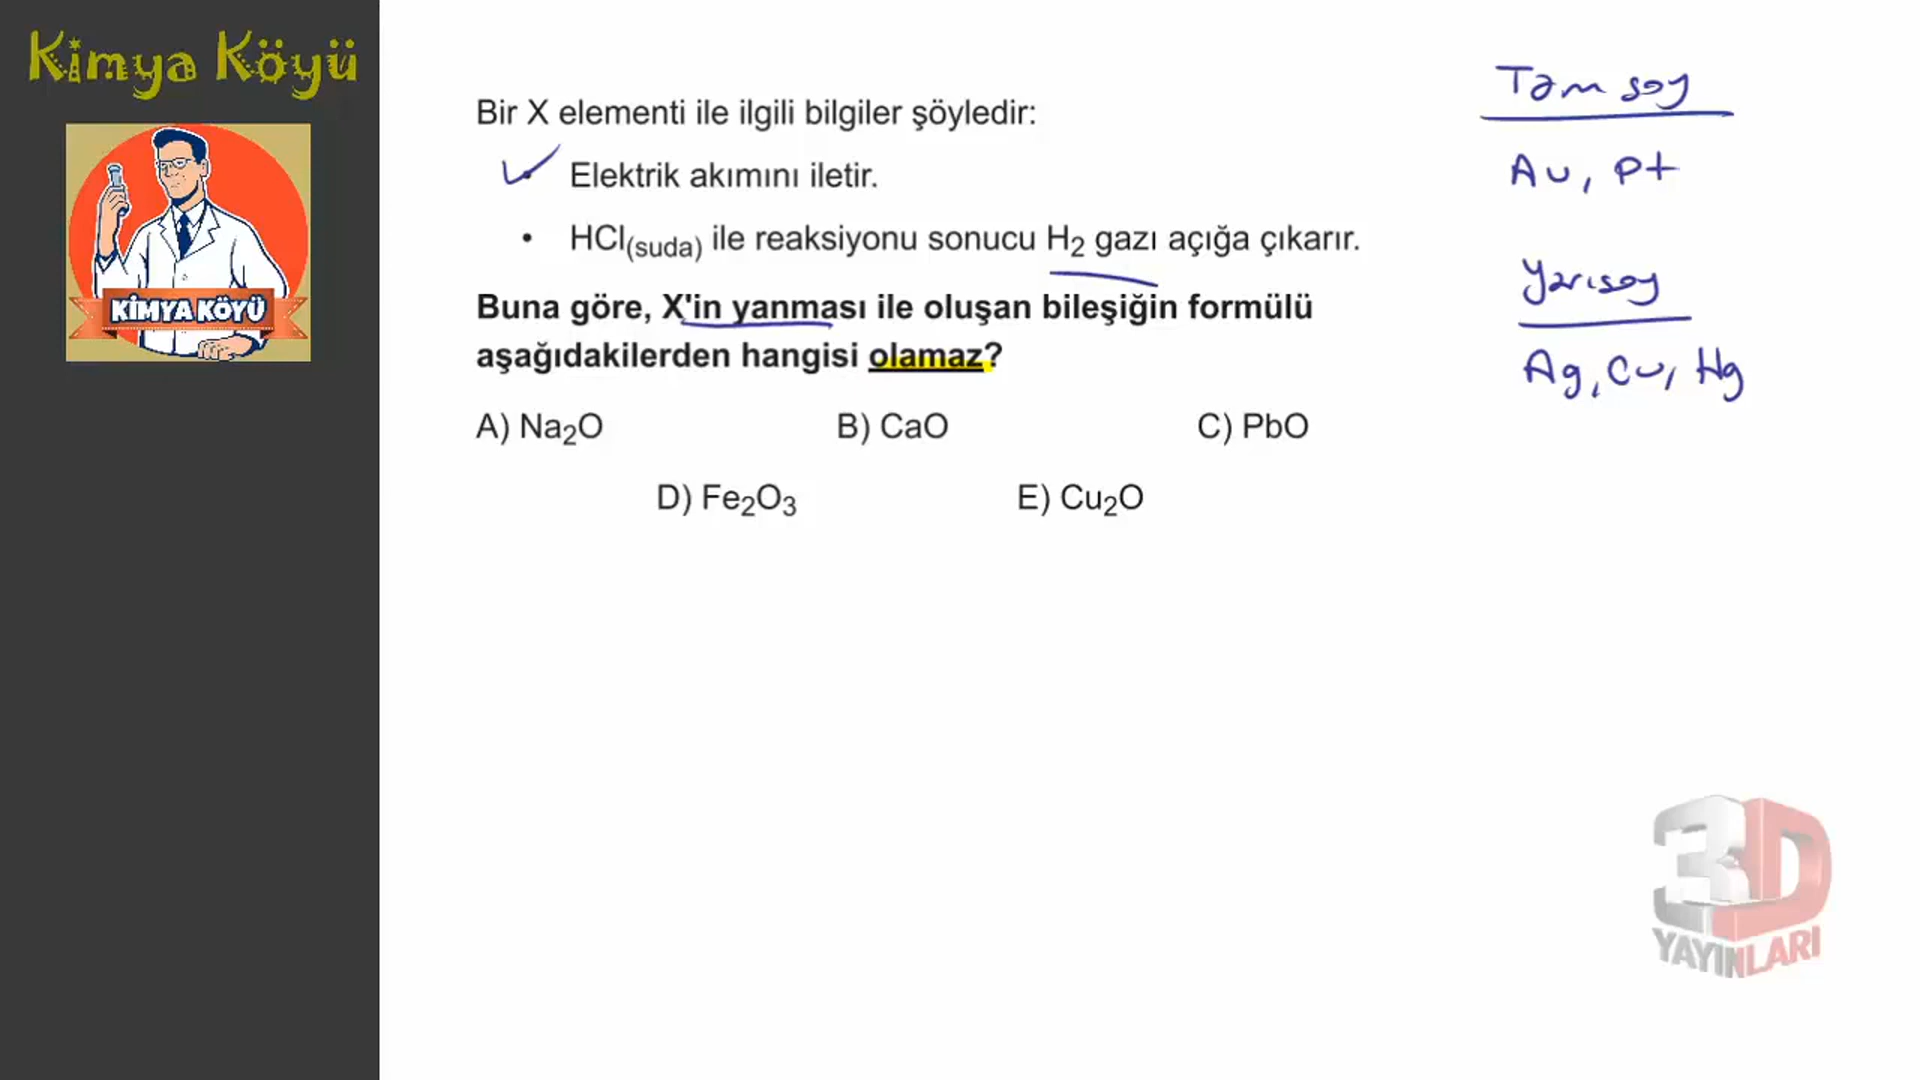 Kimya Köyü
KİMYA KÖYÜ
Bir X elementi ile ilgili bilgiler şöyledir:
Elektrik akımını iletir.
• HCl(suda) ile reaksiyonu sonucu H₂ gazı açığa çıkarır.
Buna göre, X'in yanması ile oluşan bileşiğin formülü
aşağıdakilerden hangisi olamaz?
A) Na₂O B) CaO C) PbO
D) Fe₂O₃ E) Cu₂O
Tam soy
Au, Pt
Yarısoy
Ag, Cu, Hg
3D
YAYINLARI